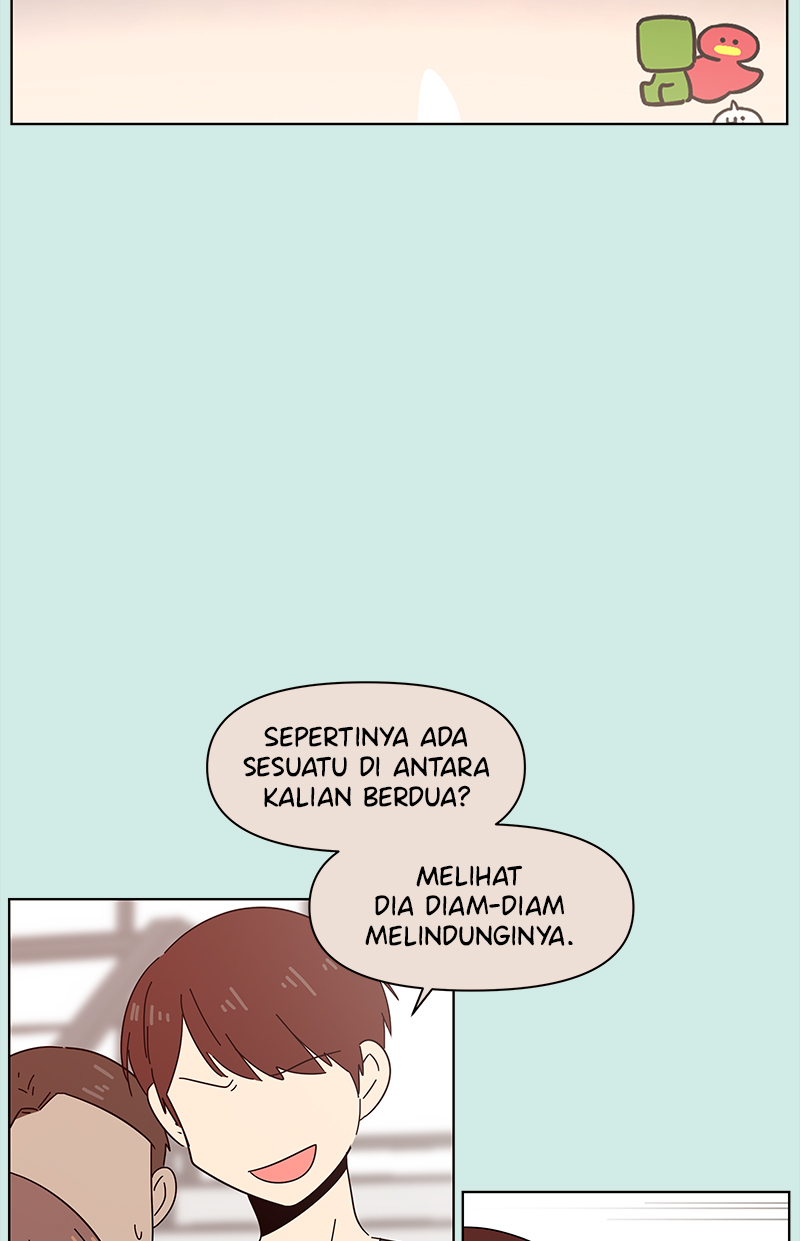 SEPERTINYA ADA
SESUATU DI ANTARA
KALIAN BERDUA?
MELIHAT
DIA DIAM-DIAM
MELINDUNGINYA.